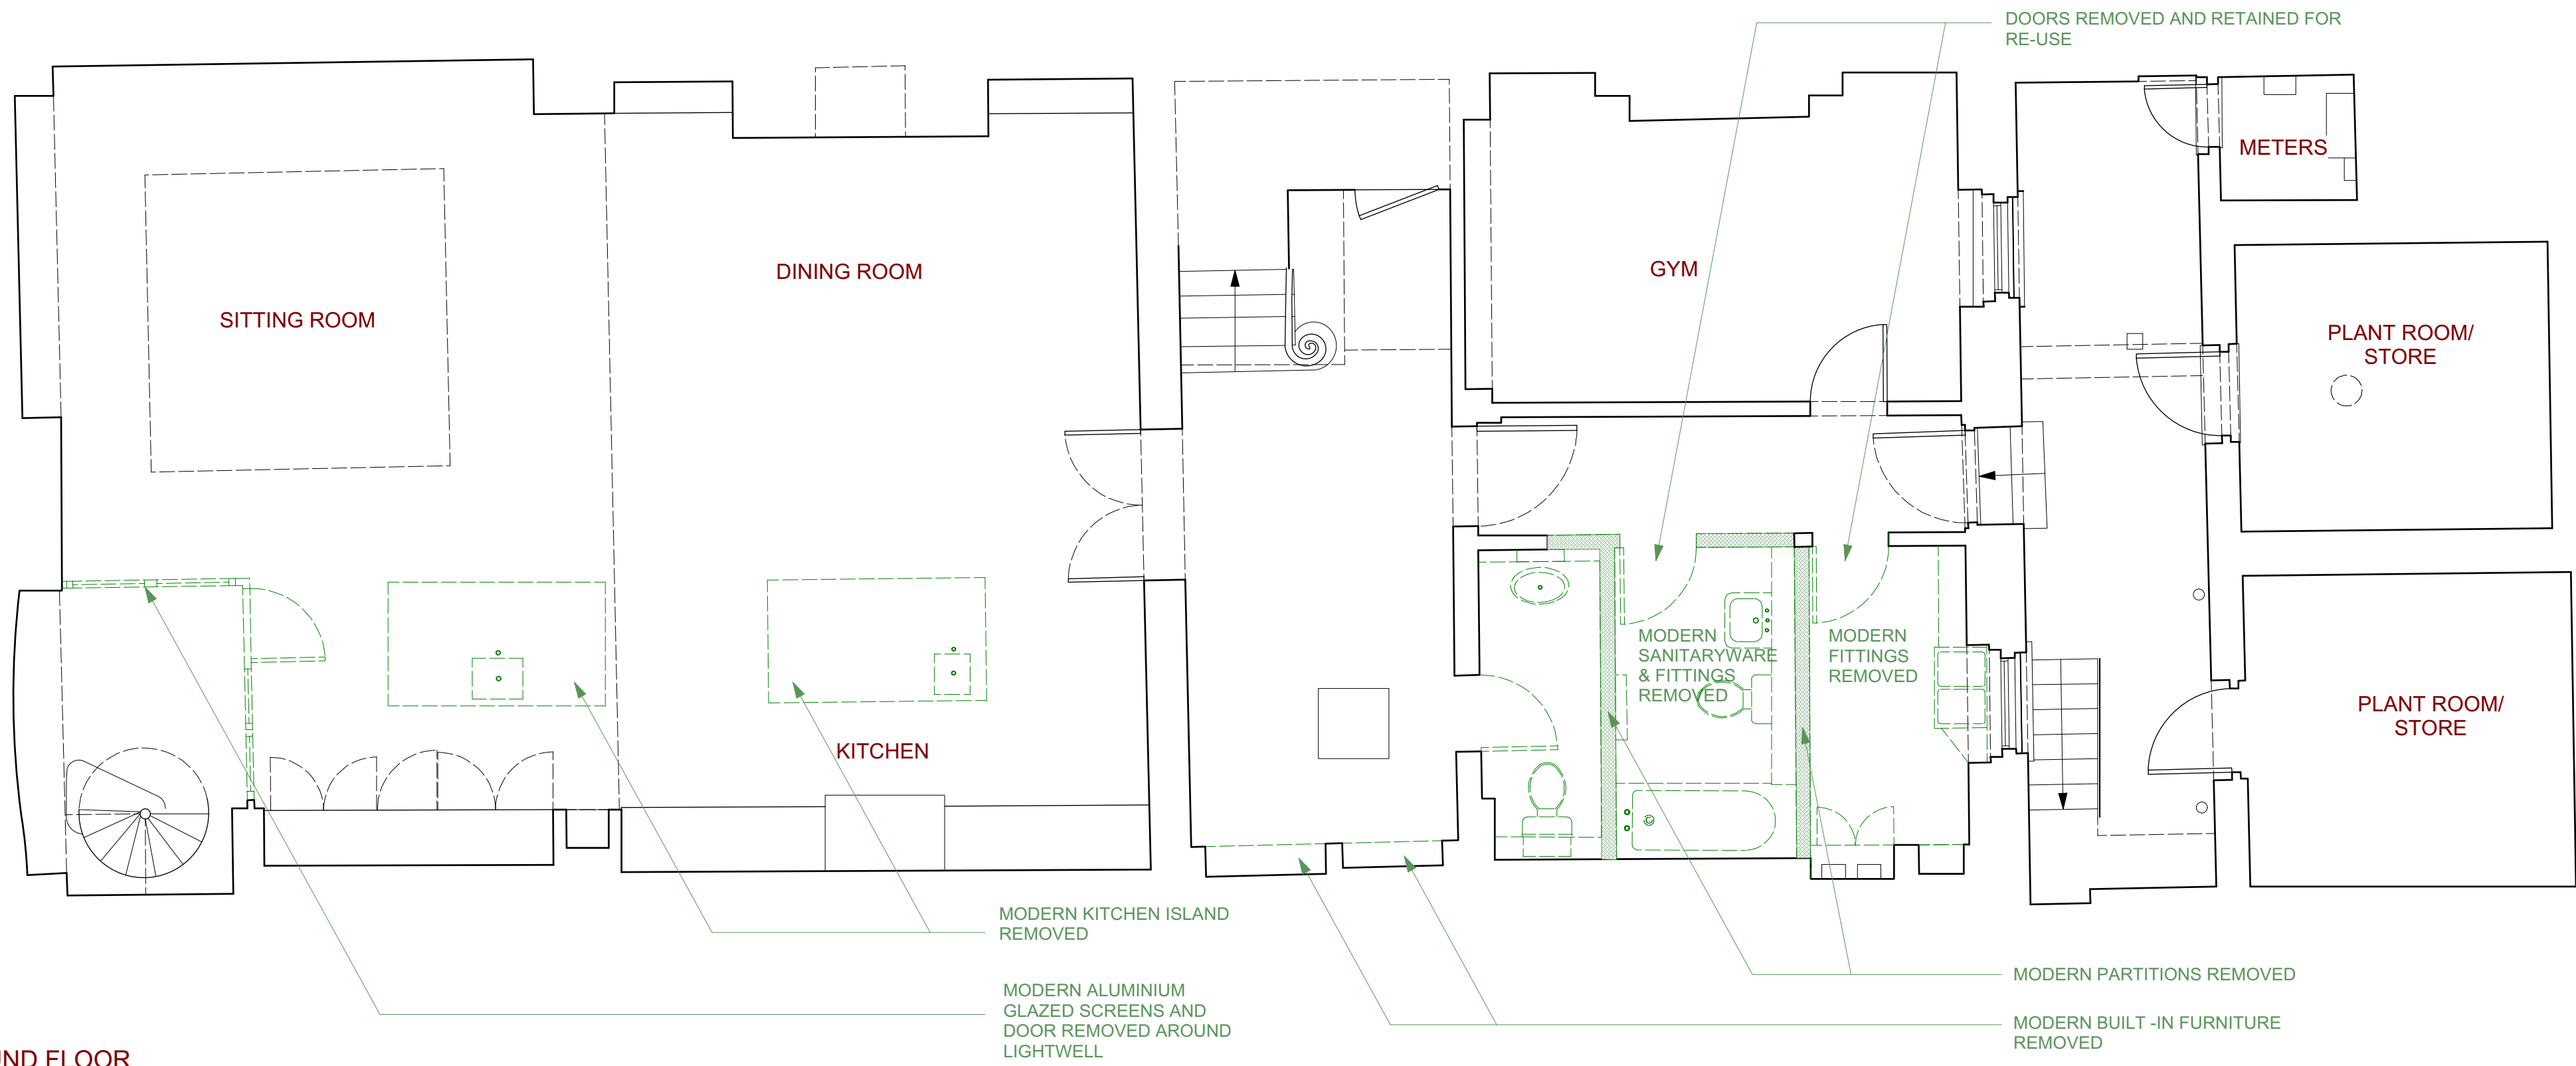 DOORS REMOVED AND RETAINED FOR
RE-USE
METERS
DINING ROOM
GYM
SITTING ROOM
PLANT ROOM/
STORE
MODERN
SANITARYWARE
& FITTINGS
REMOVED
MODERN
FITTINGS
REMOVED
PLANT ROOM/
STORE
KITCHEN
MODERN KITCHEN ISLAND
REMOVED
MODERN PARTITIONS REMOVED
MODERN ALUMINIUM
GLAZED SCREENS AND
DOOR REMOVED AROUND
LIGHTWELL
MODERN BUILT -IN FURNITURE
REMOVED
FLOOR